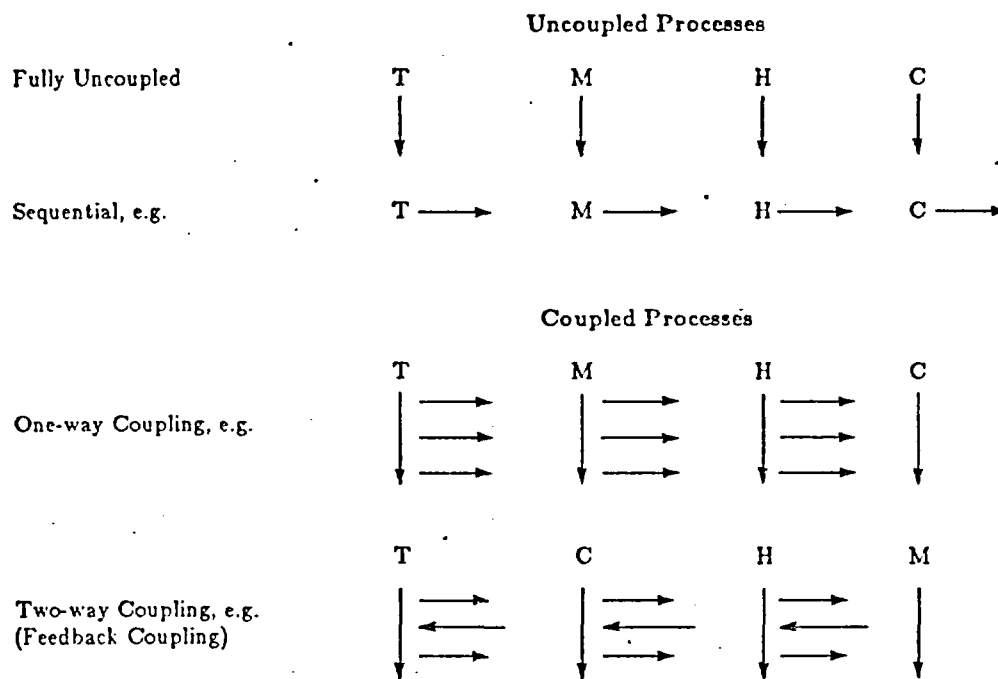 Uncoupled Processes
Fully Uncoupled T M H C
Sequential, e.g. T M H C
Coupled Processes
T M H C
One-way Coupling, e.g.
T C H M
Two-way Coupling, e.g.
(Feedback Coupling)